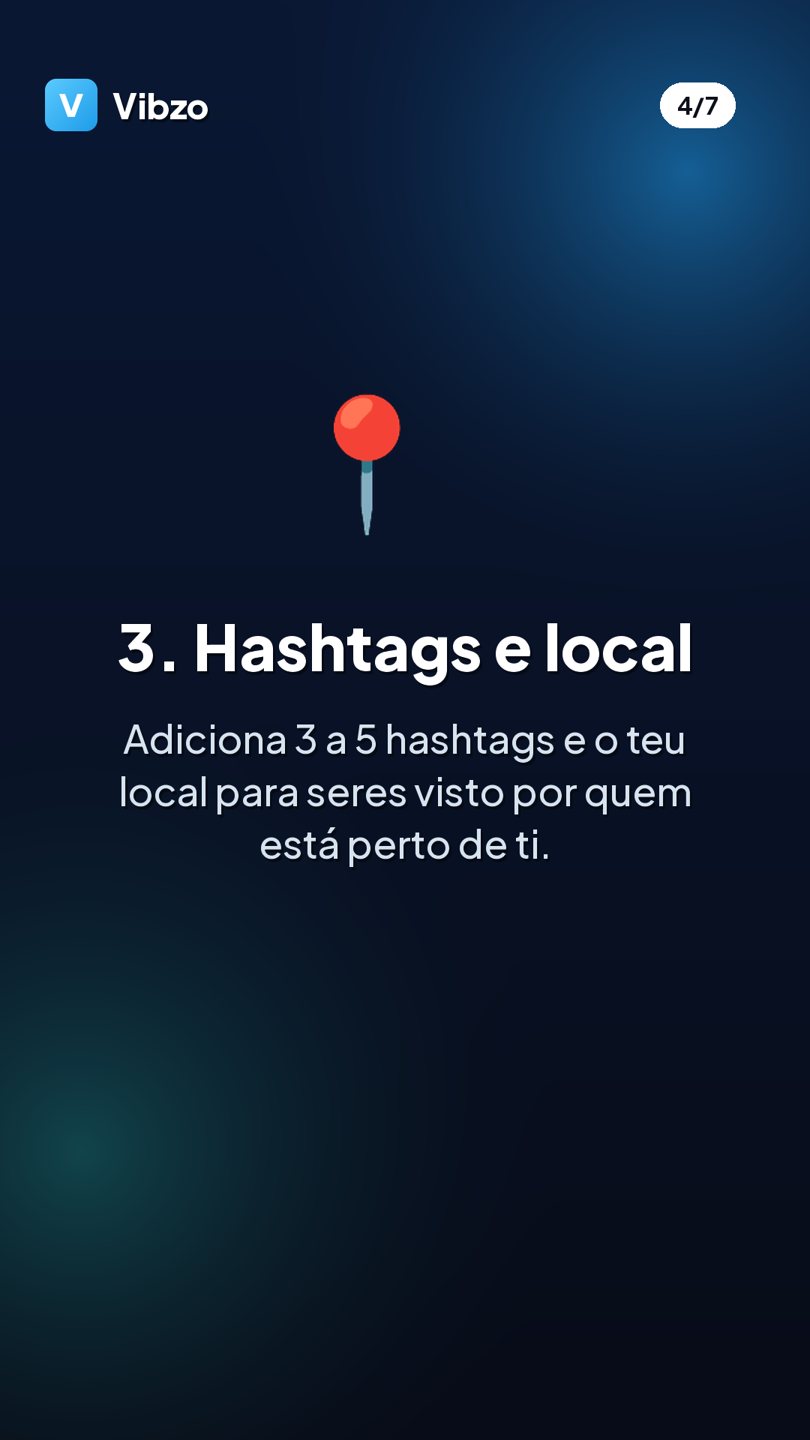 V Vibzo
4/7
3. Hashtags e local
Adiciona 3 a 5 hashtags e o teu
local para seres visto por quem
está perto de ti.